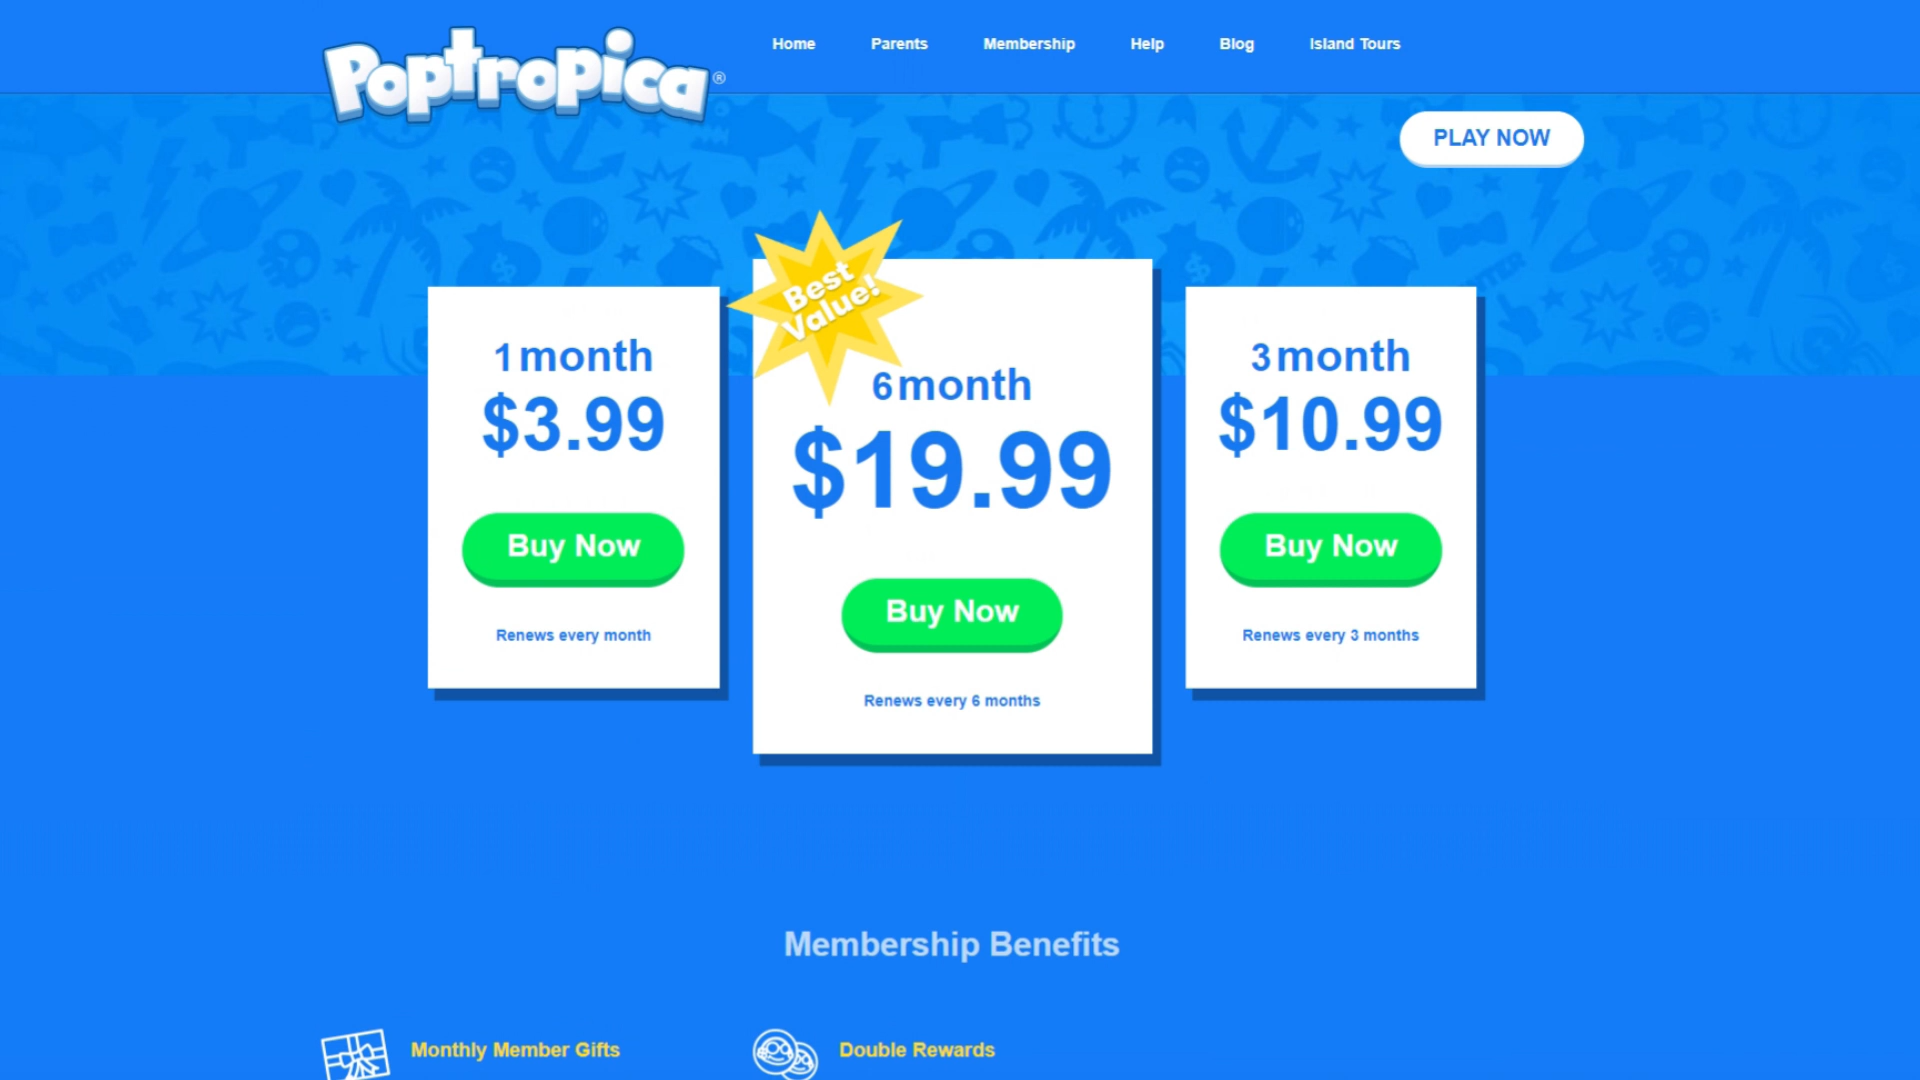 Poptropica®
Home
Parents
Membership
Help
Blog
Island Tours
PLAY NOW
1 month
$3.99
Buy Now
Renews every month
Best
Value!
6 month
$19.99
Buy Now
Renews every 6 months
3 month
$10.99
Buy Now
Renews every 3 months
Membership Benefits
Monthly Member Gifts
Double Rewards